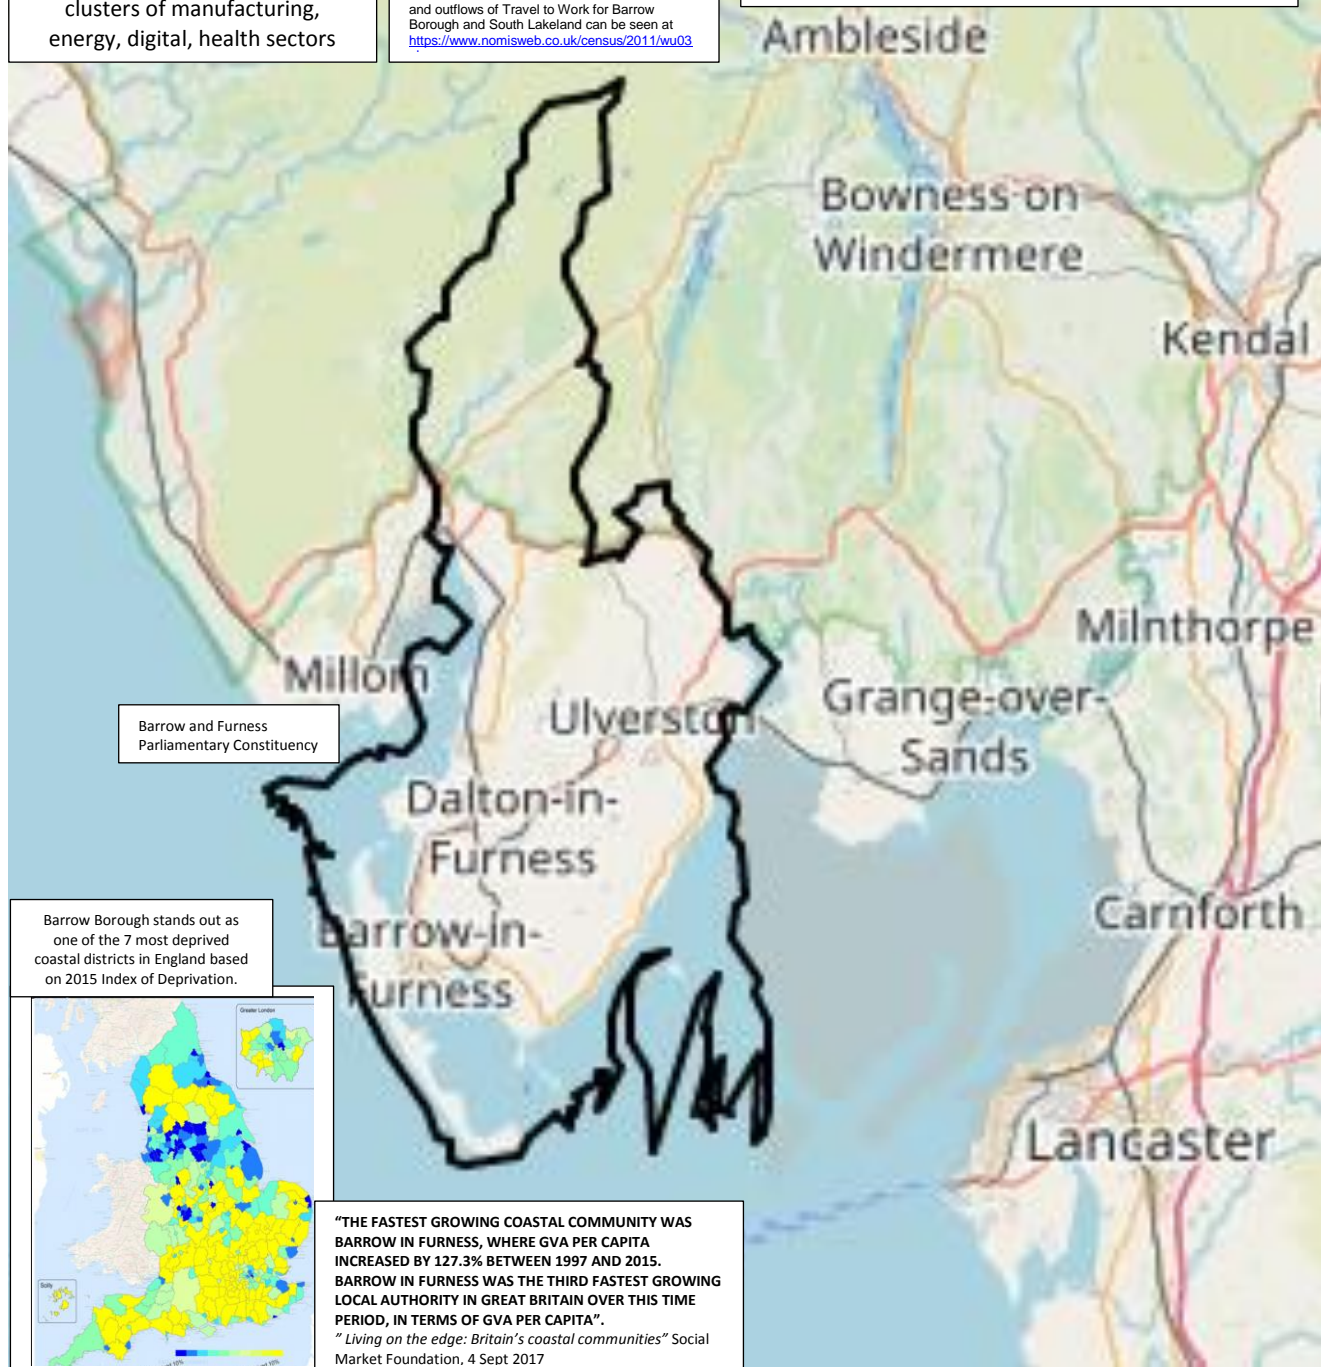 clusters of manufacturing,
energy, digital, health sectors
and outflows of Travel to Work for Barrow
Borough and South Lakeland can be seen at
https://www.nomisweb.co.uk/census/2011/wu03
Ambleside
Bowness-on
Windermere
Kendal
Milnthorpe
Millom
Ulverston
Grange-over-
Sands
Barrow and Furness
Parliamentary Constituency
Dalton-in-
Furness
Carnforth
Barrow-in-
Furness
Barrow Borough stands out as
one of the 7 most deprived
coastal districts in England based
on 2015 Index of Deprivation.
Greater London
Lancaster
Scilly
"THE FASTEST GROWING COASTAL COMMUNITY WAS
BARROW IN FURNESS, WHERE GVA PER CAPITA
INCREASED BY 127.3% BETWEEN 1997 AND 2015.
BARROW IN FURNESS WAS THE THIRD FASTEST GROWING
LOCAL AUTHORITY IN GREAT BRITAIN OVER THIS TIME
PERIOD, IN TERMS OF GVA PER CAPITA".
" Living on the edge: Britain's coastal communities" Social
Market Foundation, 4 Sept 2017